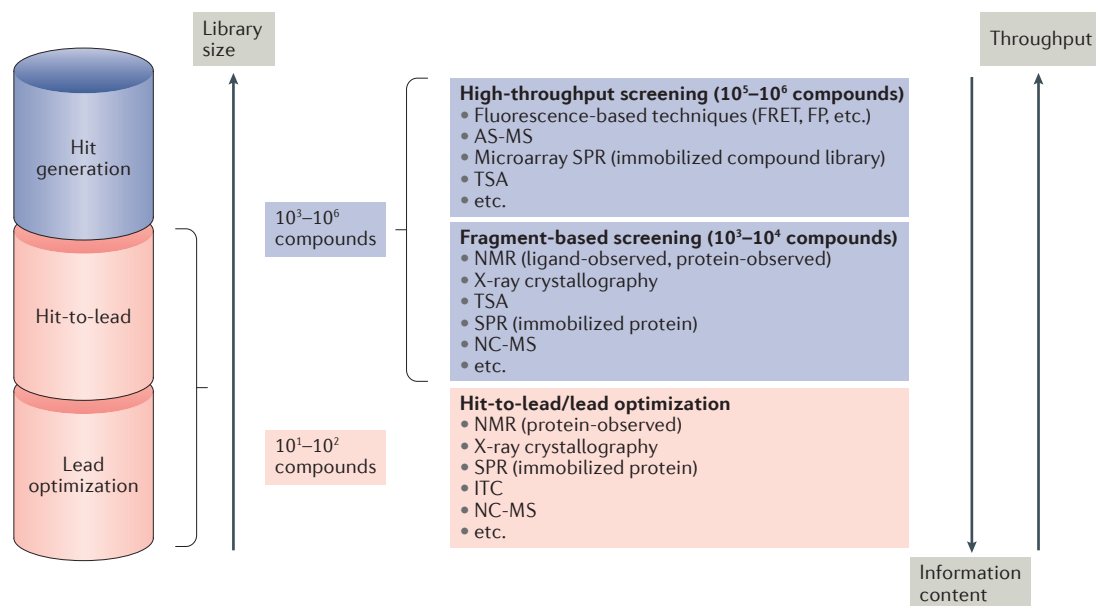 Library
size
Throughput
Hit
generation
Hit-to-lead
Lead
optimization
10³–10⁶
compounds
10¹–10²
compounds
High-throughput screening (10⁵–10⁶ compounds)
• Fluorescence-based techniques (FRET, FP, etc.)
• AS-MS
• Microarray SPR (immobilized compound library)
• TSA
• etc.
Fragment-based screening (10³–10⁴ compounds)
• NMR (ligand-observed, protein-observed)
• X-ray crystallography
• TSA
• SPR (immobilized protein)
• NC-MS
• etc.
Hit-to-lead/lead optimization
• NMR (protein-observed)
• X-ray crystallography
• SPR (immobilized protein)
• ITC
• NC-MS
• etc.
Information
content